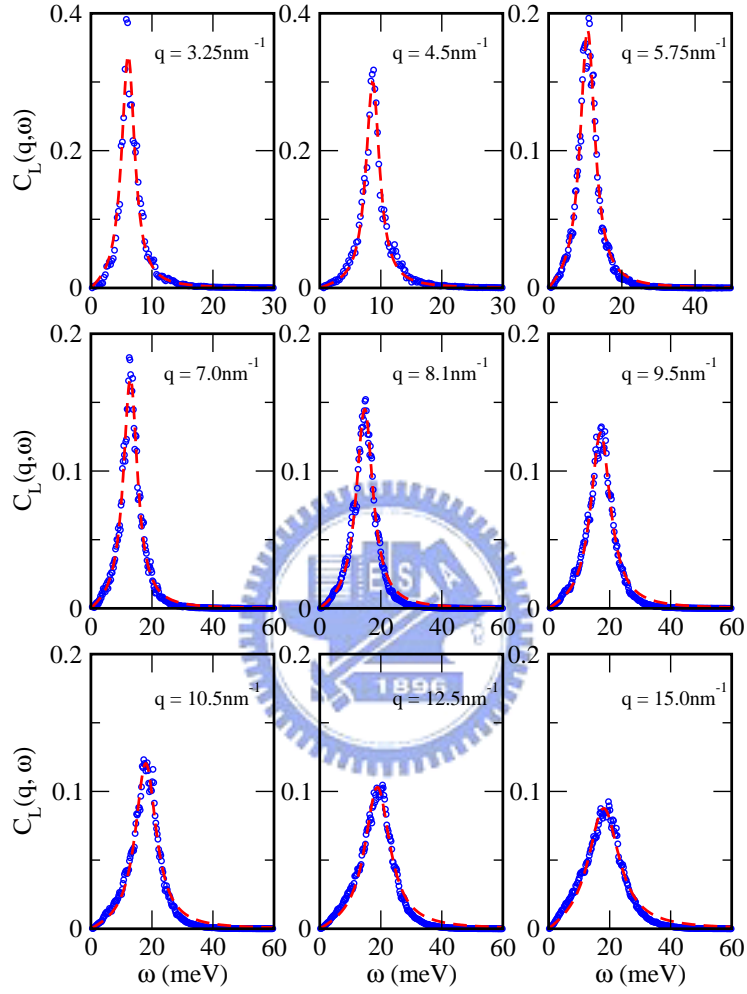 C_L(q,ω)
0.4
0.2
0
q = 3.25nm⁻¹
0 10 20 30
0.4
0.2
0
q = 4.5nm⁻¹
0 10 20 30
0.2
0.1
0
q = 5.75nm⁻¹
0 20 40
C_L(q,ω)
0.2
0.1
0
q = 7.0nm⁻¹
0 20 40 60
0.2
0.1
0
q = 8.1nm⁻¹
0 20 40 60
0.2
0.1
0
q = 9.5nm⁻¹
0 20 40 60
C_L(q, ω)
0.2
0.1
0
q = 10.5nm⁻¹
0 20 40 60
ω (meV)
0.2
0.1
0
q = 12.5nm⁻¹
0 20 40 60
ω (meV)
0.2
0.1
0
q = 15.0nm⁻¹
0 20 40 60
ω (meV)
E S A
1896